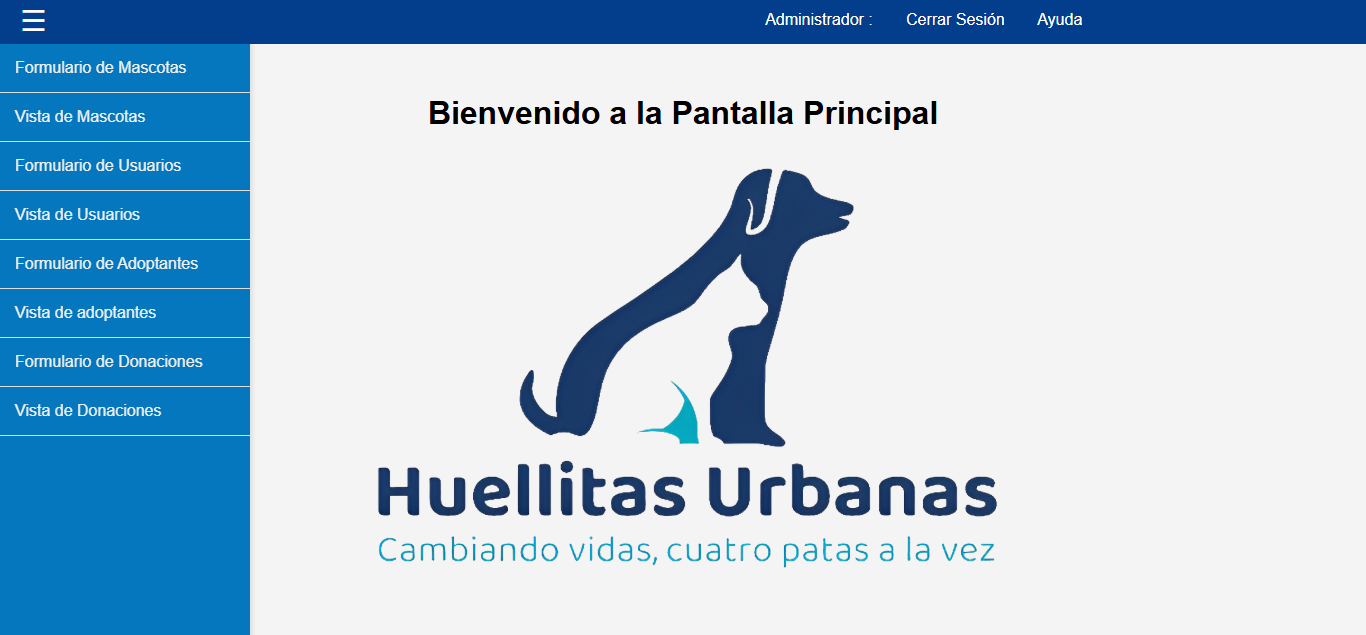 Administrador :
Cerrar Sesión
Ayuda
Formulario de Mascotas
Vista de Mascotas
Formulario de Usuarios
Vista de Usuarios
Formulario de Adoptantes
Vista de adoptantes
Formulario de Donaciones
Vista de Donaciones
Bienvenido a la Pantalla Principal
Huellitas Urbanas
Cambiando vidas, cuatro patas a la vez